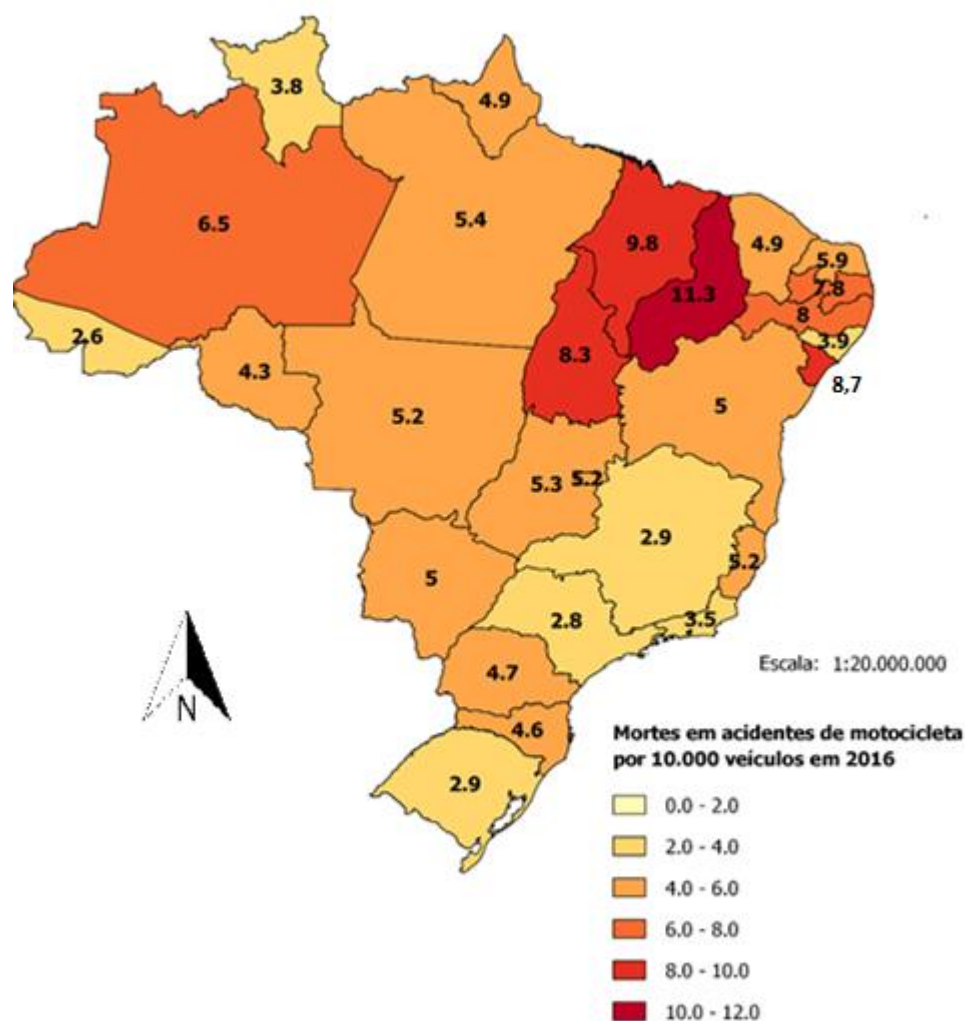 3.8
4.9
6.5
5.4
9.8
4.9
5.9
7.8
11.3
8
2.6
3.9
4.3
8.3
8,7
5.2
5
5.3
5.2
2.9
5.2
5
2.8
3.5
Escala: 1:20.000.000
4.7
N
4.6
Mortes em acidentes de motocicleta
por 10.000 veículos em 2016
2.9
0.0 - 2.0
2.0 - 4.0
4.0 - 6.0
6.0 - 8.0
8.0 - 10.0
10.0 - 12.0